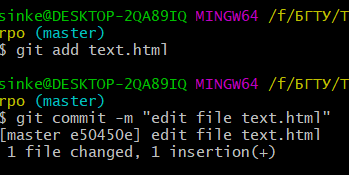 sinke@DESKTOP-2QA89IQ MINGW64 /f/БГТУ/Т
rpo (master)
$ git add text.html
sinke@DESKTOP-2QA89IQ MINGW64 /f/БГТУ/Т
rpo (master)
$ git commit -m "edit file text.html"
[master e50450e] edit file text.html
1 file changed, 1 insertion(+)